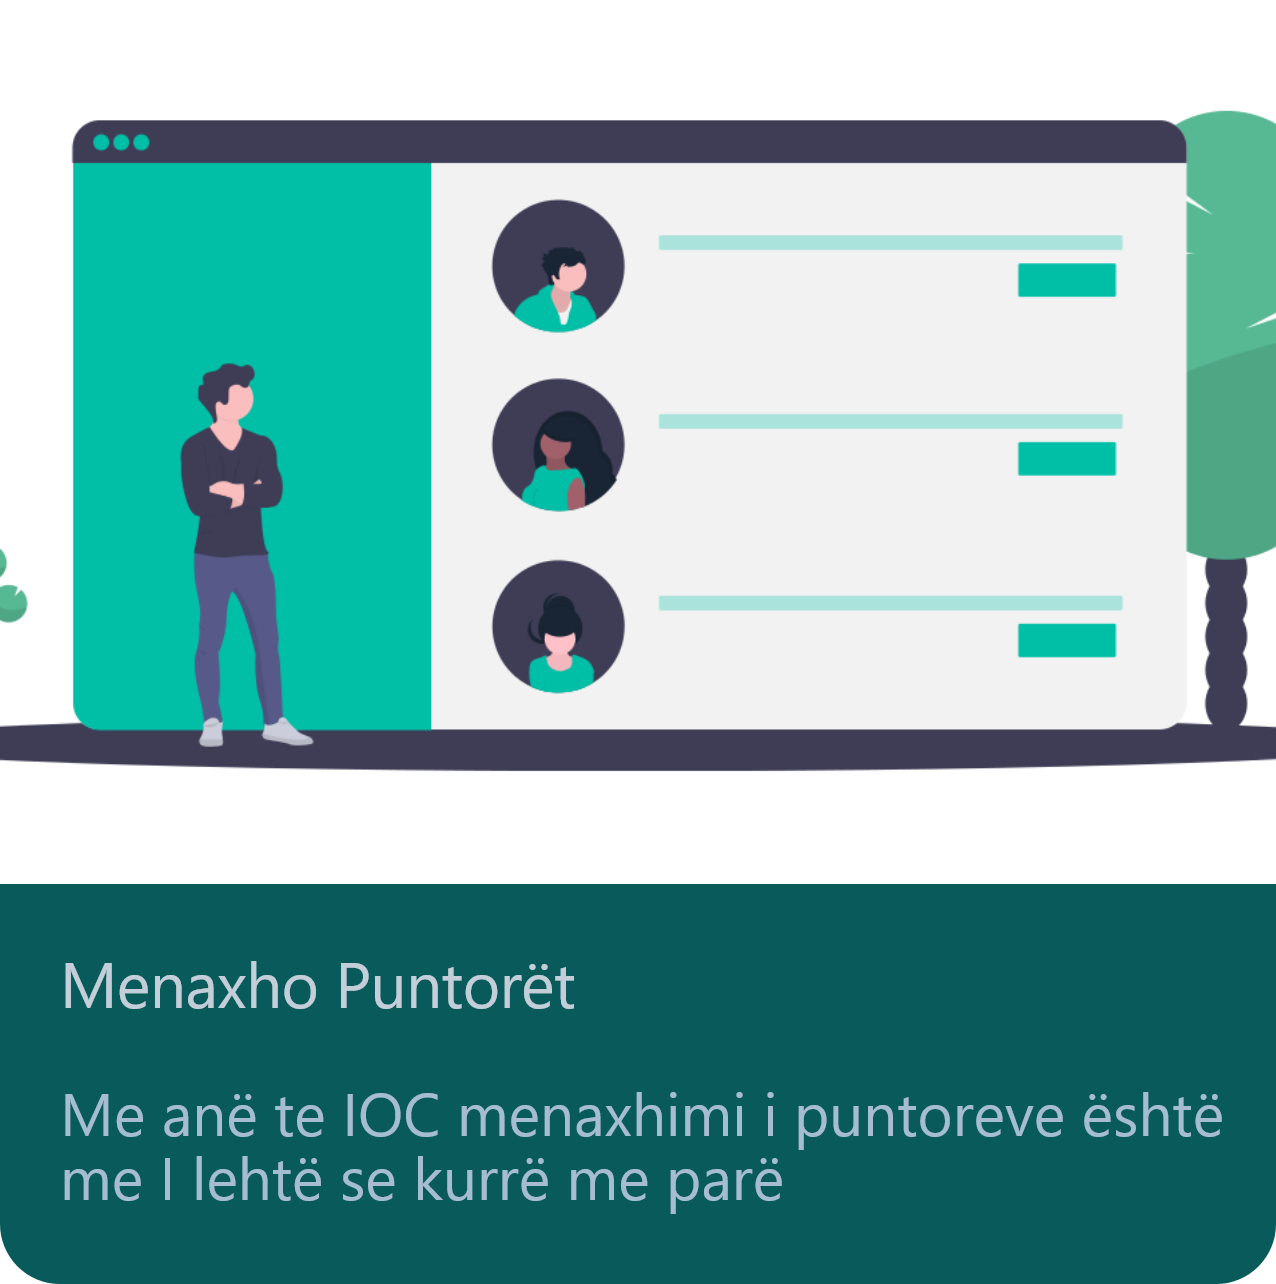 Menaxho Puntorët
Me anë te IOC menaxhimi i puntoreve është
me I lehtë se kurrë me parë